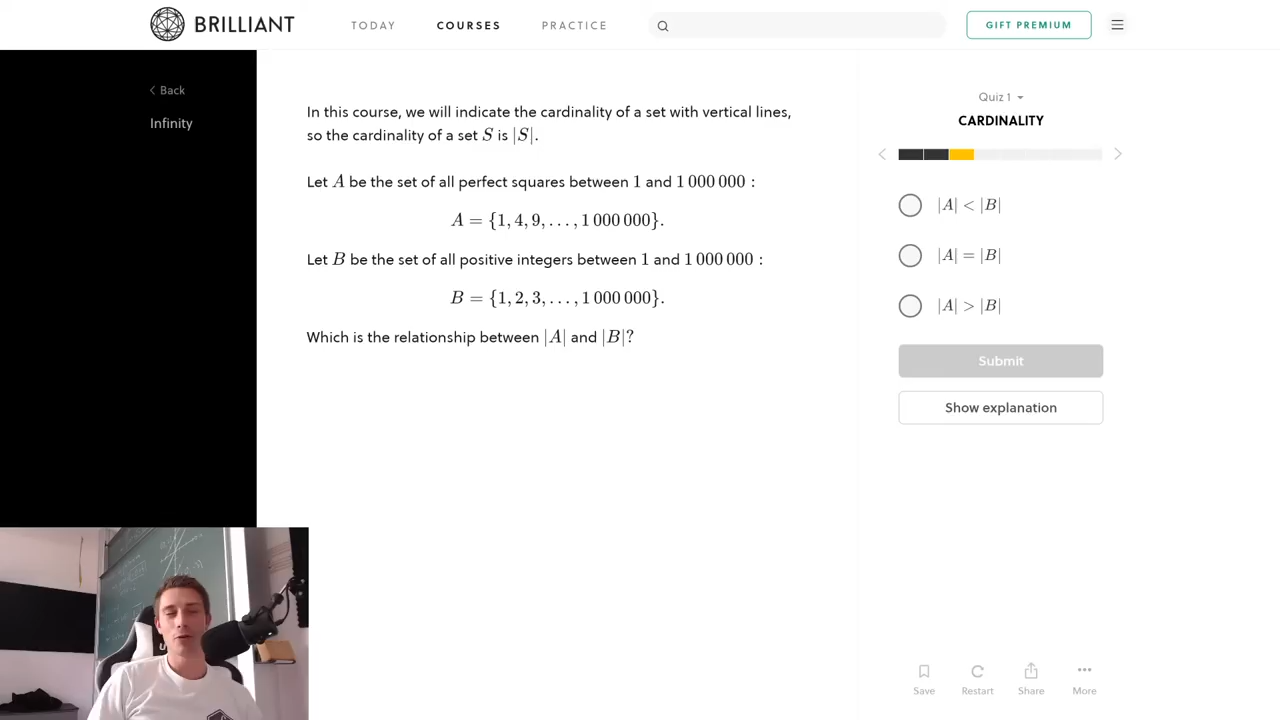 BRILLIANT
TODAY
COURSES
PRACTICE
GIFT PREMIUM
Back
Infinity
In this course, we will indicate the cardinality of a set with vertical lines,
so the cardinality of a set S is |S|.
Let A be the set of all perfect squares between 1 and 1 000 000 :
A = {1, 4, 9, . . . , 1 000 000}.
Let B be the set of all positive integers between 1 and 1 000 000 :
B = {1, 2, 3, . . . , 1 000 000}.
Which is the relationship between |A| and |B|?
Quiz 1
CARDINALITY
|A| < |B|
|A| = |B|
|A| > |B|
Submit
Show explanation
Save
Restart
Share
More